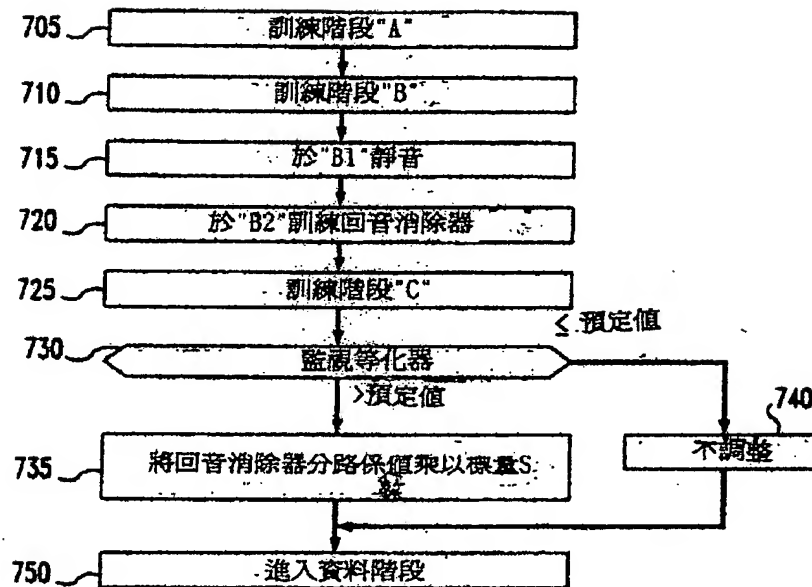 705
訓練階段"A"
710
訓練階段"B"
715
於"B1"靜音
720
於"B2"訓練回音消除器
725
訓練階段"C"
≤ 預定值
730
監視等化器
>預定值
740
不調整
735
將回音消除器分路係值乘以標量S
750
進入資料階段